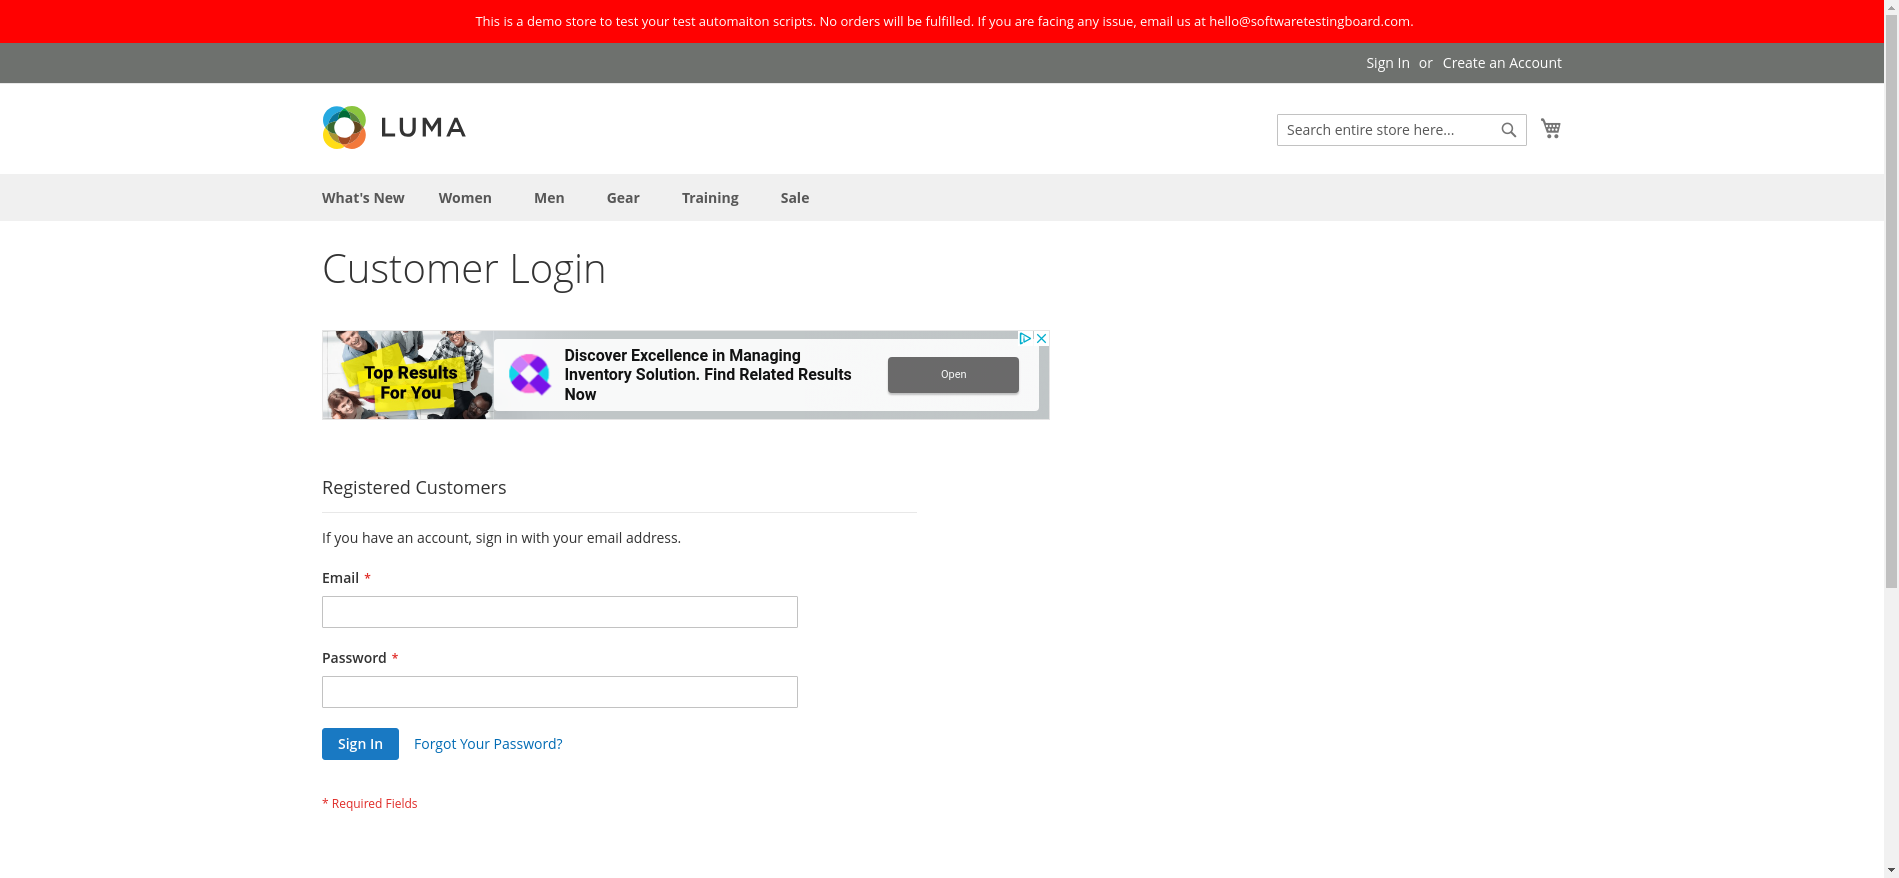 This is a demo store to test your test automaiton scripts. No orders will be fulfilled. If you are facing any issue, email us at hello@softwaretestingboard.com.
Sign In or Create an Account
LUMA
Search entire store here...
What's New Women Men Gear Training Sale
Customer Login
Top Results
For You
Discover Excellence in Managing
Inventory Solution. Find Related Results
Now
Open
Registered Customers
If you have an account, sign in with your email address.
Email *
Password *
Sign In Forgot Your Password?
* Required Fields